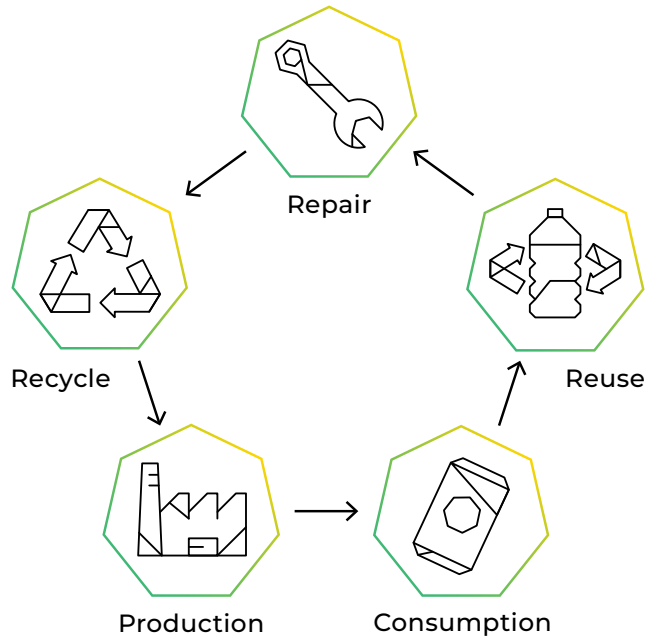 Repair
Recycle
Reuse
Production
Consumption